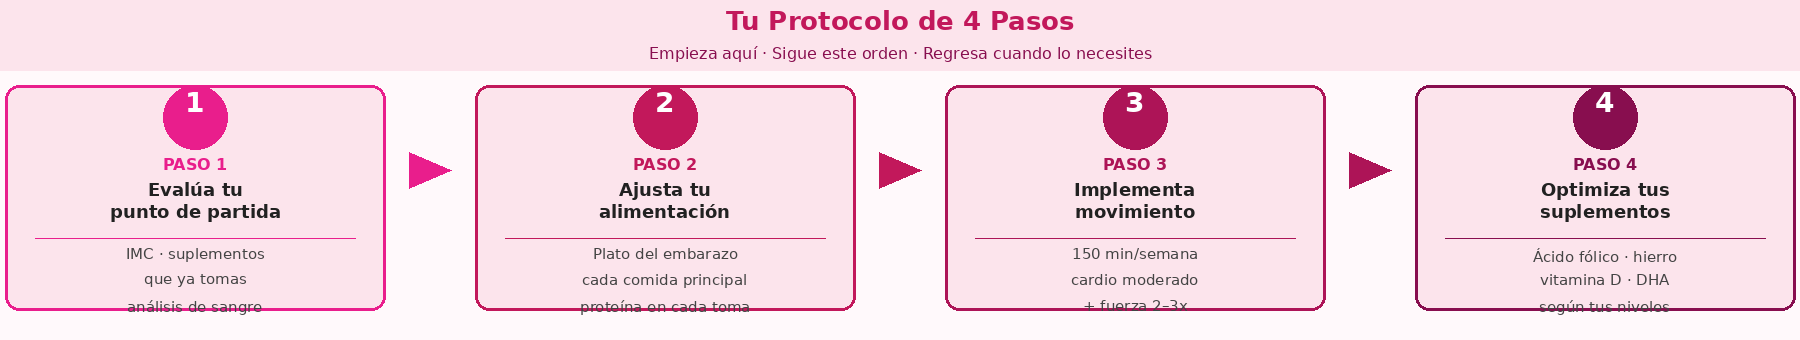 Tu Protocolo de 4 Pasos
Empieza aquí · Sigue este orden · Regresa cuando lo necesites
1
PASO 1
Evalúa tu
punto de partida
IMC · suplementos
que ya tomas
análisis de sangre
2
PASO 2
Ajusta tu
alimentación
Plato del embarazo
cada comida principal
proteína en cada toma
3
PASO 3
Implementa
movimiento
150 min/semana
cardio moderado
+ fuerza 2–3x
4
PASO 4
Optimiza tus
suplementos
Ácido fólico · hierro
vitamina D · DHA
según tus niveles